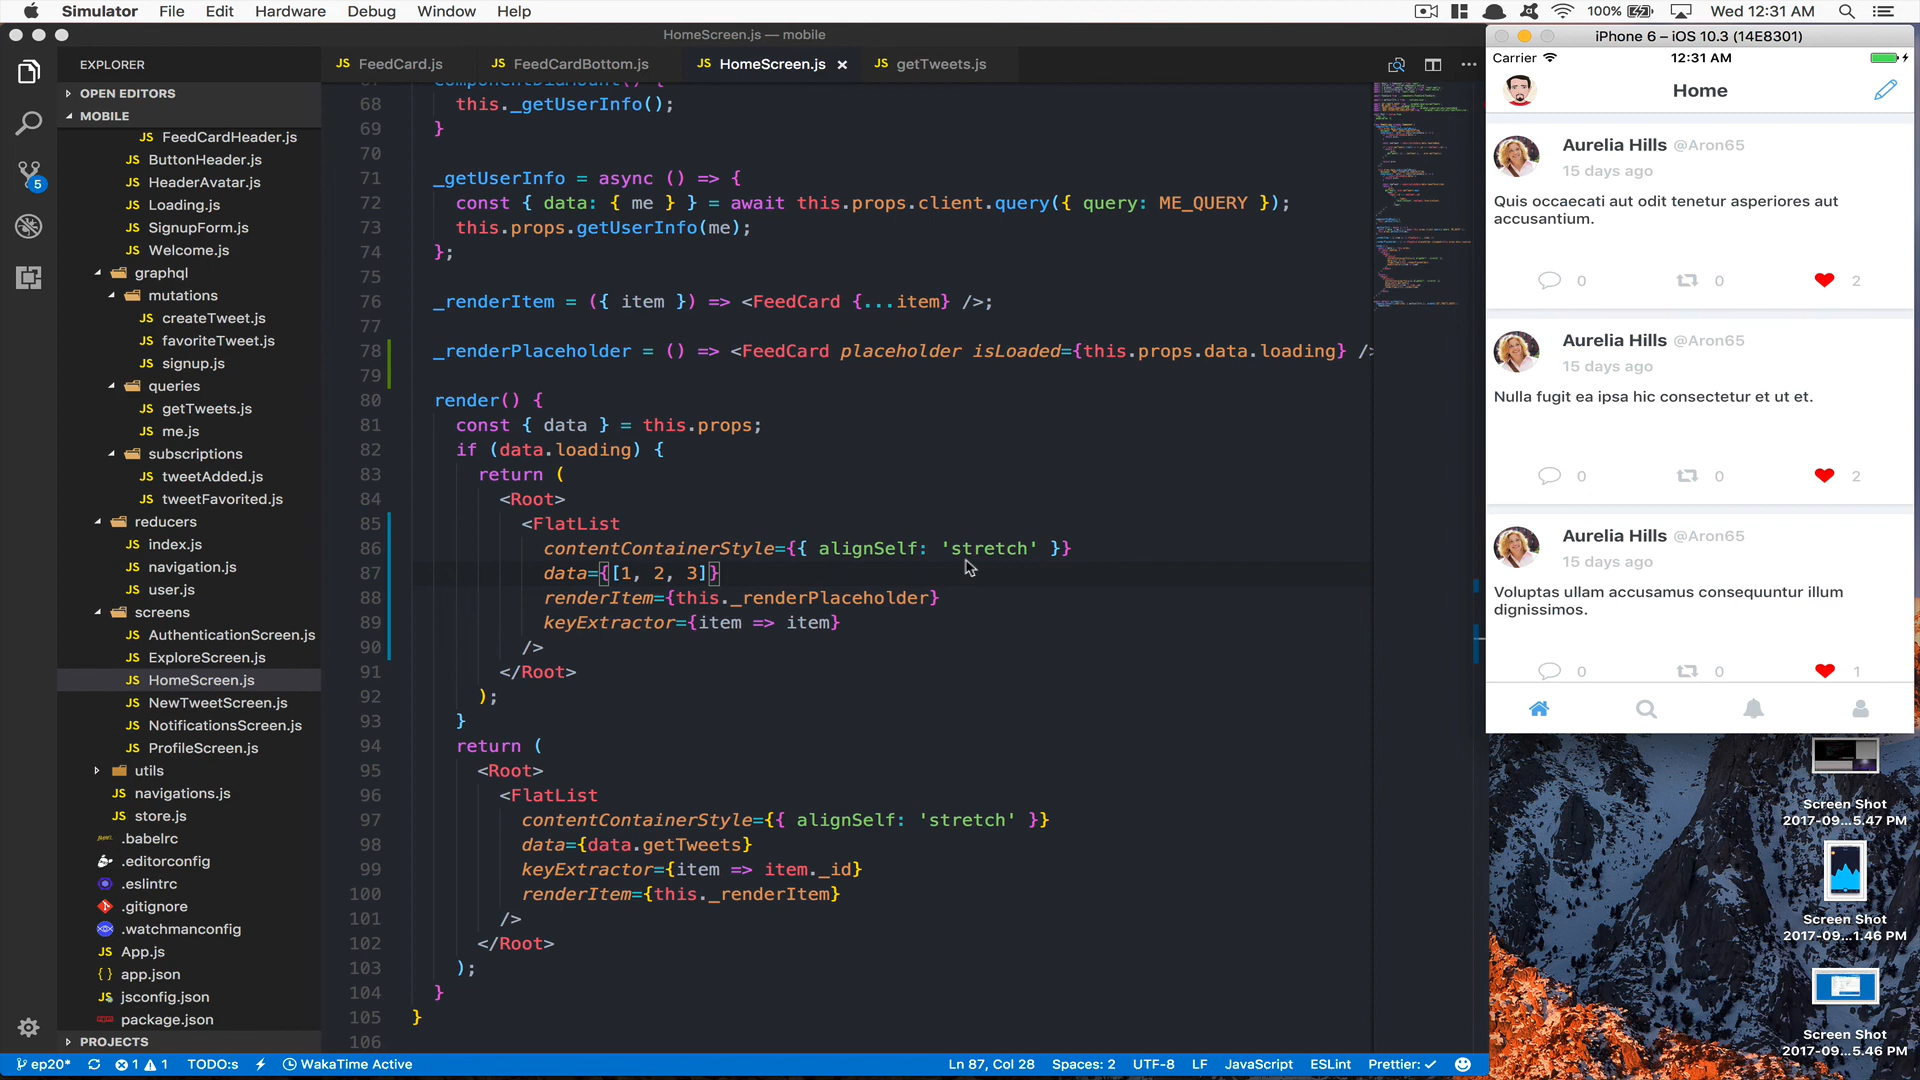 Simulator File Edit Hardware Debug Window Help
100% Wed 12:31 AM
HomeScreen.js — mobile
EXPLORER
OPEN EDITORS
MOBILE
JS FeedCardHeader.js
JS ButtonHeader.js
JS HeaderAvatar.js
JS Loading.js
JS SignupForm.js
JS Welcome.js
graphql
mutations
JS createTweet.js
JS favoriteTweet.js
JS signup.js
queries
JS getTweets.js
JS me.js
subscriptions
JS tweetAdded.js
JS tweetFavorited.js
reducers
JS index.js
JS navigation.js
JS user.js
screens
JS AuthenticationScreen.js
JS ExploreScreen.js
JS HomeScreen.js
JS NewTweetScreen.js
JS NotificationsScreen.js
JS ProfileScreen.js
utils
JS navigations.js
JS store.js
.babelrc
.editorconfig
.eslintrc
.gitignore
.watchmanconfig
JS App.js
{ } app.json
JS jsconfig.json
package.json
PROJECTS
5
JS FeedCard.js JS FeedCardBottom.js JS HomeScreen.js JS getTweets.js
componentDidMount() {
68 this._getUserInfo();
69 }
70
71 _getUserInfo = async () => {
72 const { data: { me } } = await this.props.client.query({ query: ME_QUERY });
73 this.props.getUserInfo(me);
74 };
75
76 _renderItem = ({ item }) => <FeedCard {...item} />;
77
78 _renderPlaceholder = () => <FeedCard placeholder isLoaded={this.props.data.loading} />
79
80 render() {
81 const { data } = this.props;
82 if (data.loading) {
83 return (
84 <Root>
85 <FlatList
86 contentContainerStyle={{ alignSelf: 'stretch' }}
87 data={[1, 2, 3]}
88 renderItem={this._renderPlaceholder}
89 keyExtractor={item => item}
90 />
91 </Root>
92 );
93 }
94 return (
95 <Root>
96 <FlatList
97 contentContainerStyle={{ alignSelf: 'stretch' }}
98 data={data.getTweets}
99 keyExtractor={item => item._id}
100 renderItem={this._renderItem}
101 />
102 </Root>
103 );
104 }
105 }
106
ep20* 1 1 TODO:s WakaTime Active Ln 87, Col 28 Spaces: 2 UTF-8 LF JavaScript ESLint Prettier: ✓
iPhone 6 – iOS 10.3 (14E8301)
Carrier 12:31 AM
Home
Aurelia Hills @Aron65
15 days ago
Quis occaecati aut odit tenetur asperiores aut
accusantium.
0 0 2
Aurelia Hills @Aron65
15 days ago
Nulla fugit ea ipsa hic consectetur et ut et.
0 0 2
Aurelia Hills @Aron65
15 days ago
Voluptas ullam accusamus consequuntur illum
dignissimos.
0 0 1
Screen Shot
2017-09...5.47 PM
Screen Shot
2017-09...1.46 PM
Screen Shot
2017-09...5.46 PM